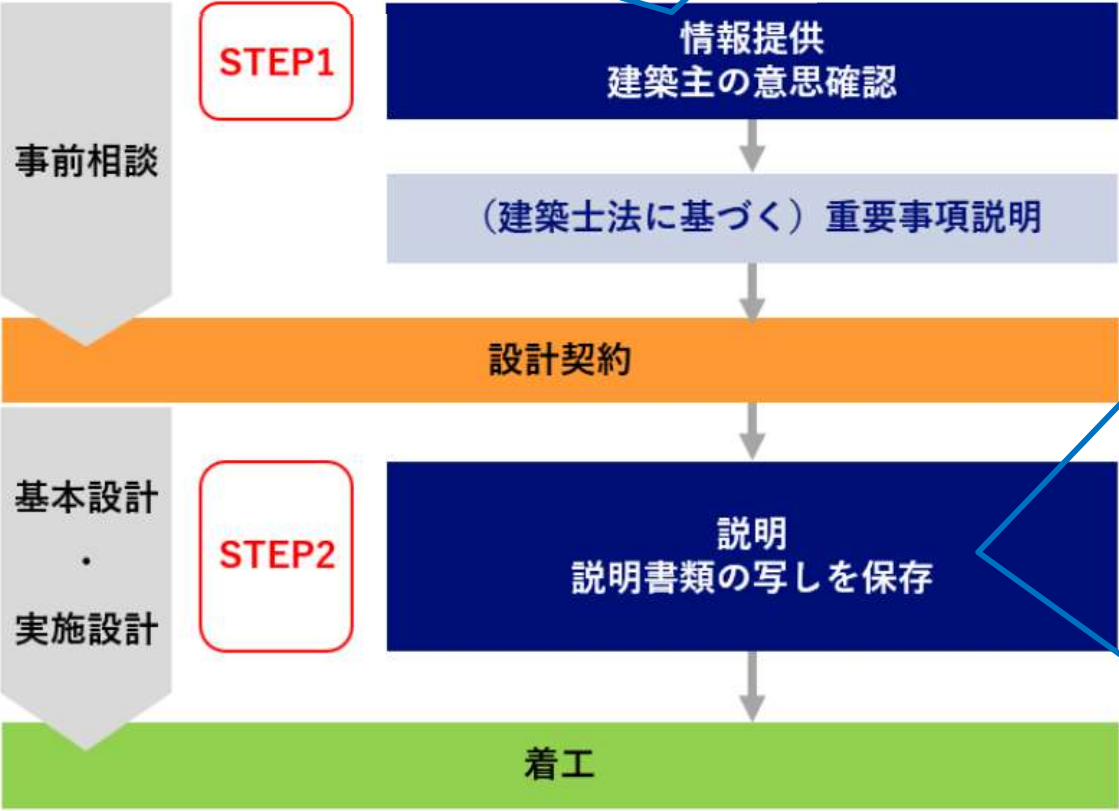 STEP1
情報提供
建築主の意思確認
事前相談
（建築士法に基づく）重要事項説明
設計契約
基本設計
・
実施設計
STEP2
説明
説明書類の写しを保存
着工